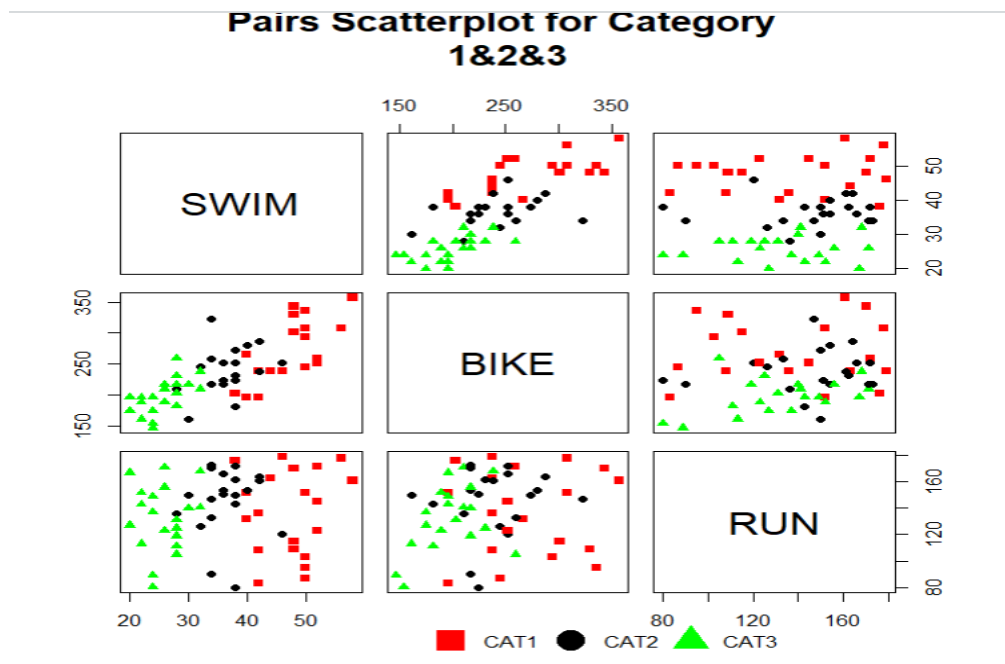 Pairs Scatterplot for Category
1&2&3
150 250 350
SWIM
20 30 40 50
150 250 350
BIKE
RUN
80 120 160
20 30 40 50
80 120 160
CAT1 CAT2 CAT3